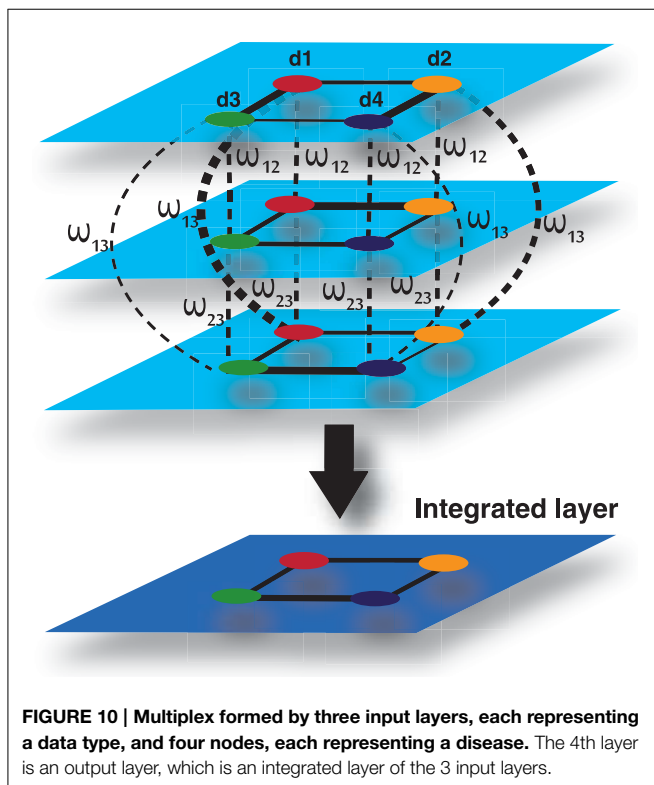 d1
d2
d3
d4
ω12 ω12 ω12 ω12
ω13 ω13 ω13 ω13
ω23 ω23 ω23 ω23
Integrated layer
FIGURE 10 | Multiplex formed by three input layers, each representing
a data type, and four nodes, each representing a disease. The 4th layer
is an output layer, which is an integrated layer of the 3 input layers.